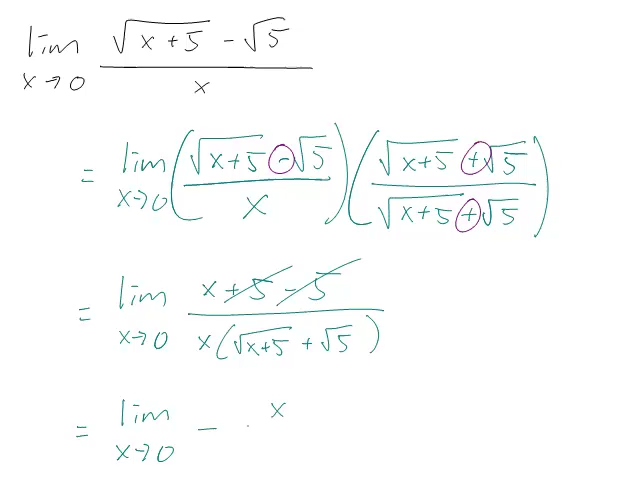 lim x→0 (√(x+5) - √5) / x
= lim x→0 ((√(x+5) - √5) / x) ((√(x+5) + √5) / (√(x+5) + √5))
= lim x→0 (x + 5 - 5) / (x(√(x+5) + √5))
= lim x→0 - x